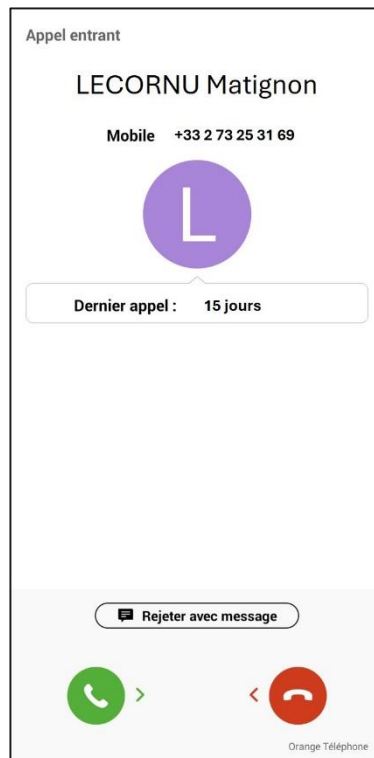 Appel entrant
LECORNU Matignon
Mobile +33 2 73 25 31 69
L
Dernier appel : 15 jours
Rejeter avec message
Orange Téléphone